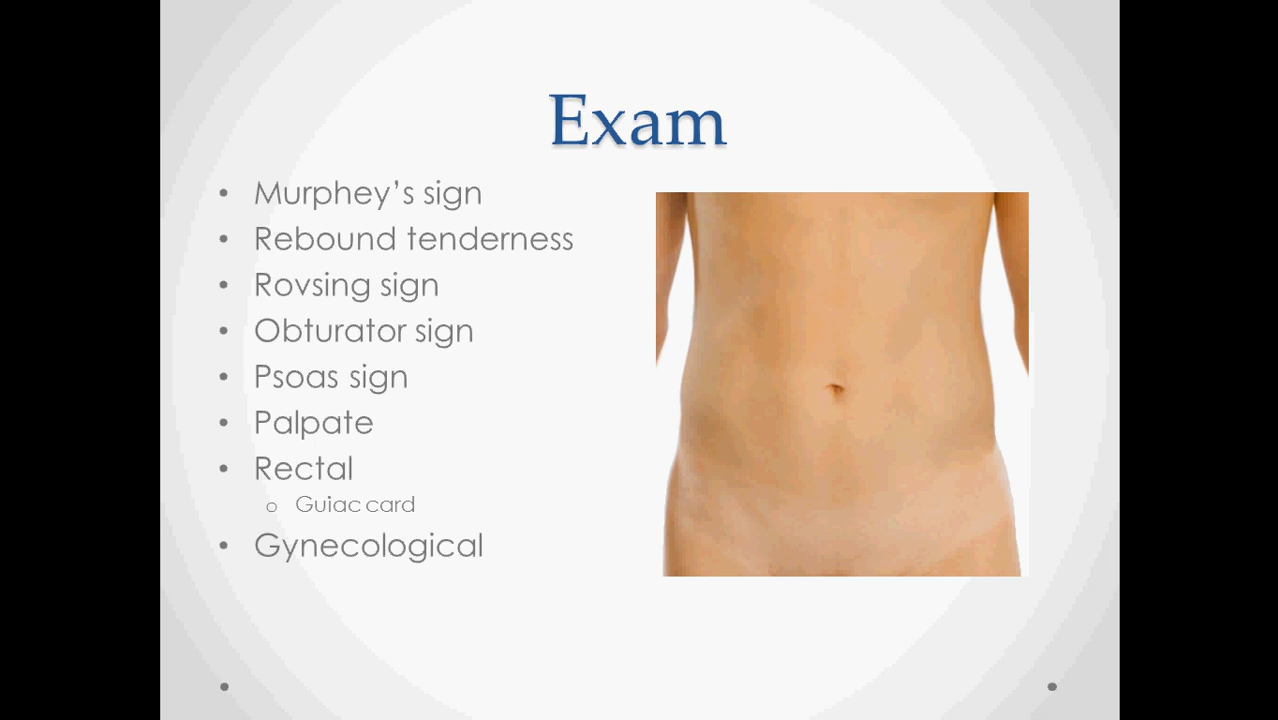 Exam
• Murphey’s sign
• Rebound tenderness
• Rovsing sign
• Obturator sign
• Psoas sign
• Palpate
• Rectal
o Guiac card
• Gynecological